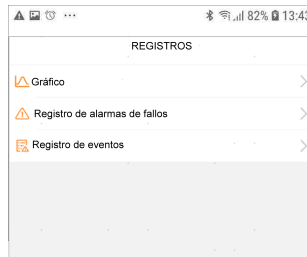 82% 13:43
REGISTROS
Gráfico
Registro de alarmas de fallos
Registro de eventos